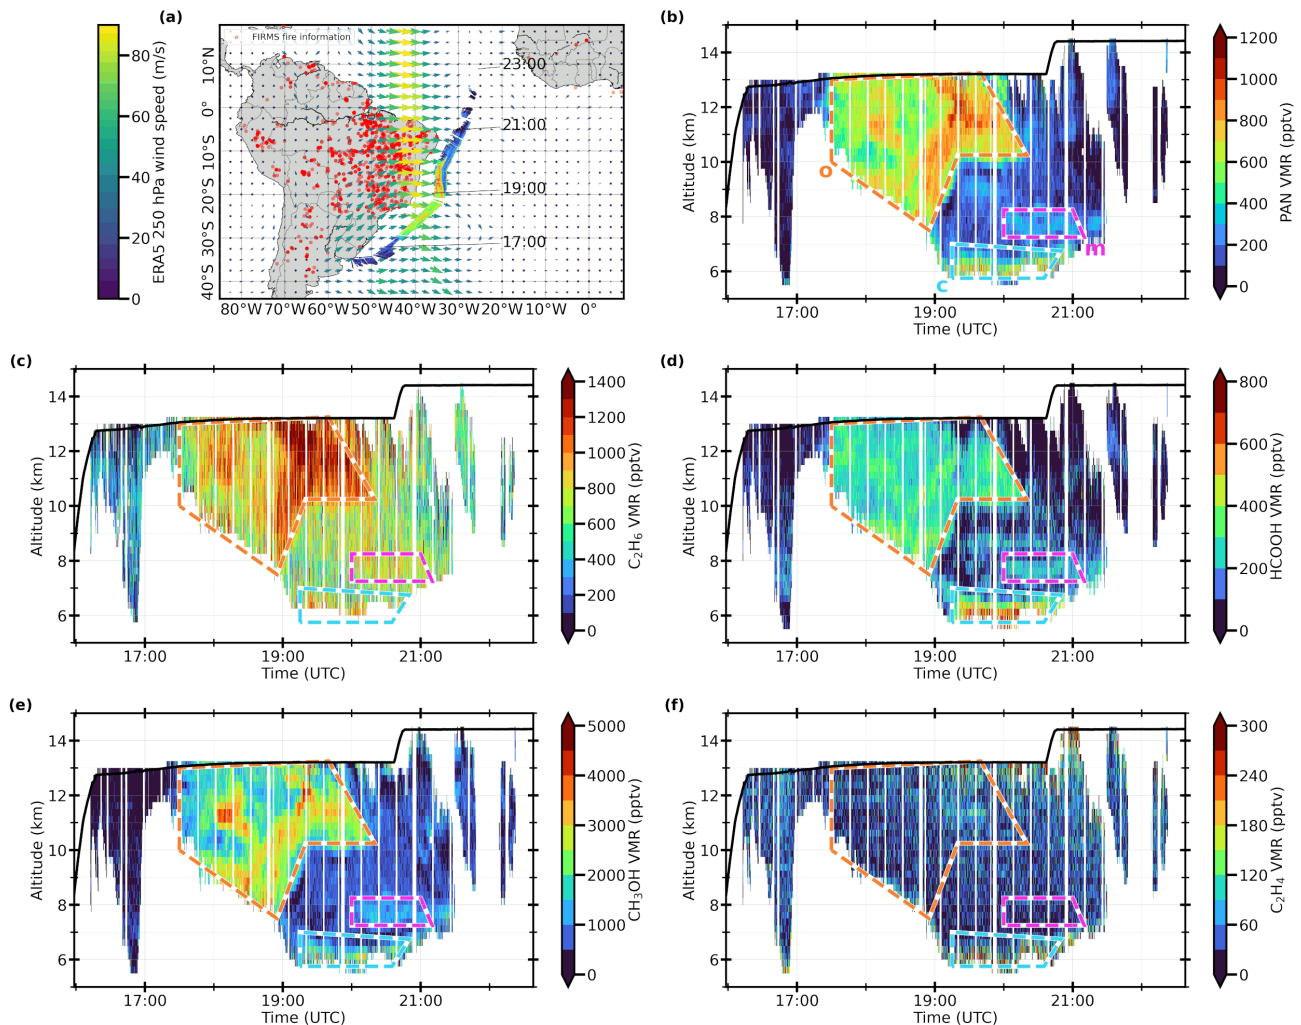 (a)
FIRMS fire information
23:00
21:00
19:00
17:00
10°N
0°
10°S
20°S
30°S
40°S
80°W 70°W 60°W 50°W 40°W 30°W 20°W 10°W 0°
ERA5 250 hPa wind speed (m/s)
80
60
40
20
0
(b)
14
12
10
8
6
Altitude (km)
o
m
c
17:00 19:00 21:00
Time (UTC)
1200
1000
800
600
400
200
0
PAN VMR (pptv)
(c)
14
12
10
8
6
Altitude (km)
17:00 19:00 21:00
Time (UTC)
1400
1200
1000
800
600
400
200
0
C₂H₆ VMR (pptv)
(d)
14
12
10
8
6
Altitude (km)
17:00 19:00 21:00
Time (UTC)
800
600
400
200
0
HCOOH VMR (pptv)
(e)
14
12
10
8
6
Altitude (km)
17:00 19:00 21:00
Time (UTC)
5000
4000
3000
2000
1000
0
CH₃OH VMR (pptv)
(f)
14
12
10
8
6
Altitude (km)
17:00 19:00 21:00
Time (UTC)
300
240
180
120
60
0
C₂H₄ VMR (pptv)